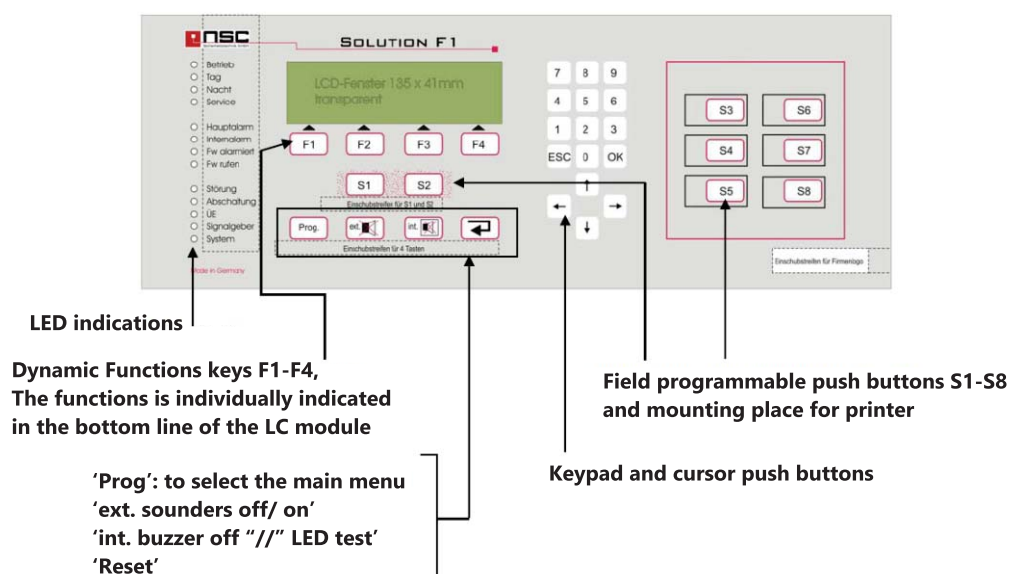 nsc
SOLUTION F1
Betrieb
Tag
Nacht
Service
Hauptalarm
Internalarm
Fw alarmiert
Fw rufen
Störung
Abschaltung
ÜE
Signalgeber
System
Made in Germany
LCD-Fenster 135 x 41mm
transparent
F1 F2 F3 F4
S1 S2
Einschubstreifen für S1 und S2
Prog. ext. int.
Einschubstreifen für 4 Tasten
7 8 9
4 5 6
1 2 3
ESC 0 OK
↑
← →
↓
S3 S6
S4 S7
S5 S8
Einschubstreifen für Firmenlogo
LED indications
Dynamic Functions keys F1-F4,
The functions is individually indicated
in the bottom line of the LC module
‘Prog’: to select the main menu
‘ext. sounders off/ on’
‘int. buzzer off “//” LED test’
‘Reset’
Field programmable push buttons S1-S8
and mounting place for printer
Keypad and cursor push buttons